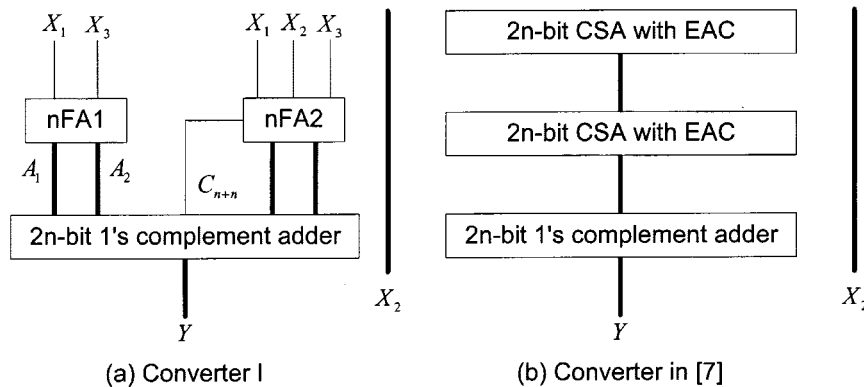 X1 X3 X1 X2 X3
nFA1 nFA2
A1 A2 Cn+n
2n-bit 1's complement adder
Y
X2
(a) Converter I
2n-bit CSA with EAC
2n-bit CSA with EAC
2n-bit 1's complement adder
Y
X2
(b) Converter in [7]